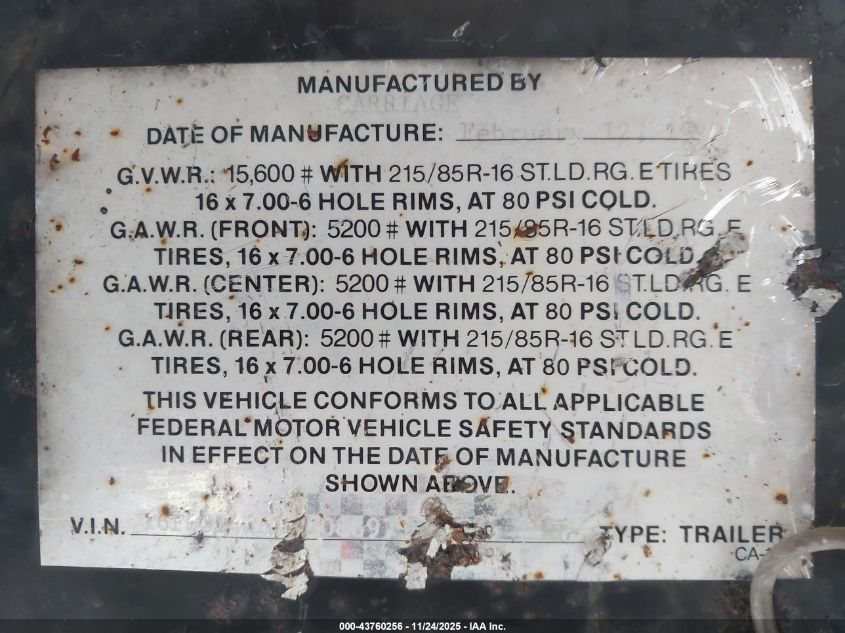 MANUFACTURED BY
CARRIAGE
DATE OF MANUFACTURE: February 12, 19
G.V.W.R.: 15,600 # WITH 215/85R-16 ST.LD.RG. E TIRES
16 x 7.00-6 HOLE RIMS, AT 80 PSI COLD.
G.A.W.R. (FRONT): 5200 # WITH 215/85R-16 ST.LD.RG. E
TIRES, 16 x 7.00-6 HOLE RIMS, AT 80 PSI COLD.
G.A.W.R. (CENTER): 5200 # WITH 215/85R-16 ST.LD.RG. E
TIRES, 16 x 7.00-6 HOLE RIMS, AT 80 PSI COLD.
G.A.W.R. (REAR): 5200 # WITH 215/85R-16 ST.LD.RG. E
TIRES, 16 x 7.00-6 HOLE RIMS, AT 80 PSI COLD.
THIS VEHICLE CONFORMS TO ALL APPLICABLE
FEDERAL MOTOR VEHICLE SAFETY STANDARDS
IN EFFECT ON THE DATE OF MANUFACTURE
SHOWN ABOVE.
V.I.N. TYPE: TRAILER
CA-
000-43760256 - 11/24/2025 - IAA Inc.